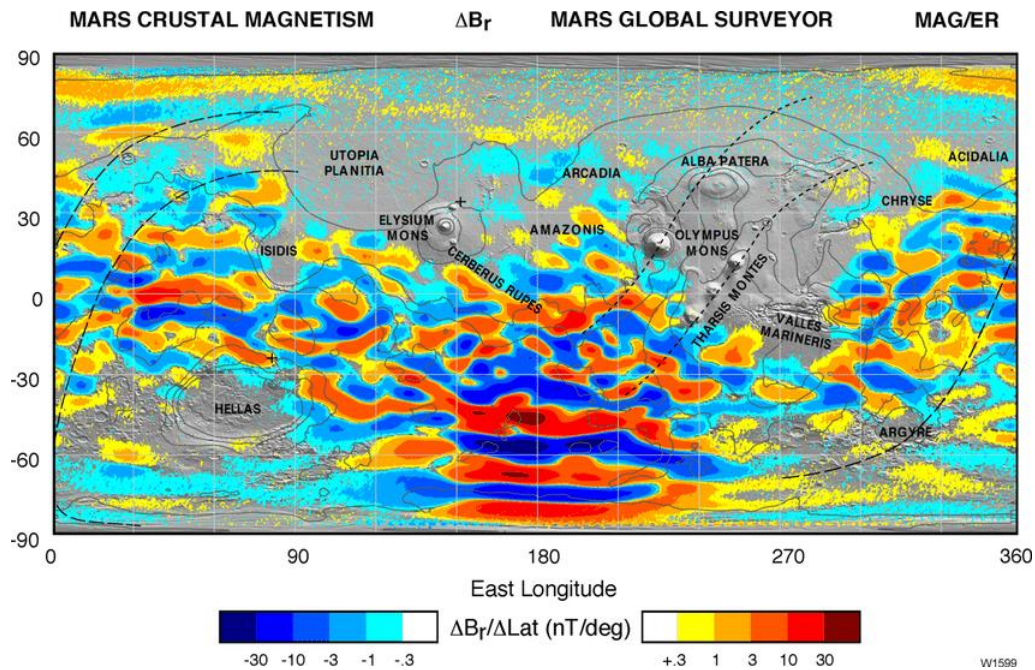 MARS CRUSTAL MAGNETISM ΔBr MARS GLOBAL SURVEYOR MAG/ER
90
60
30
0
-30
-60
-90
UTOPIA
PLANITIA
ARCADIA
ALBA PATERA
ACIDALIA
CHRYSE
ELYSIUM
MONS
AMAZONIS
OLYMPUS
MONS
ISIDIS
CERBERUS RUPES
THARSIS MONTES
VALLES
MARINERIS
HELLAS
ARGYRE
0 90 180 270 360
East Longitude
ΔBr/ΔLat (nT/deg)
-30 -10 -3 -1 -.3 +.3 1 3 10 30
W1599